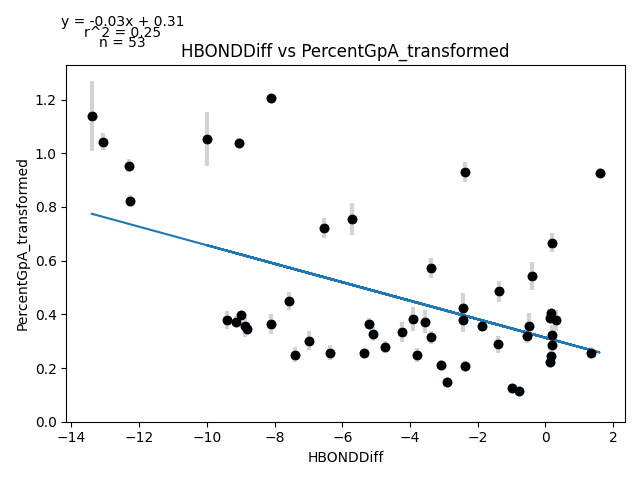 y = -0.03x + 0.31
r^2 = 0.25
n = 53
HBONDDiff vs PercentGpA_transformed
PercentGpA_transformed
1.2
1.0
0.8
0.6
0.4
0.2
0.0
−14 −12 −10 −8 −6 −4 −2 0 2
HBONDDiff